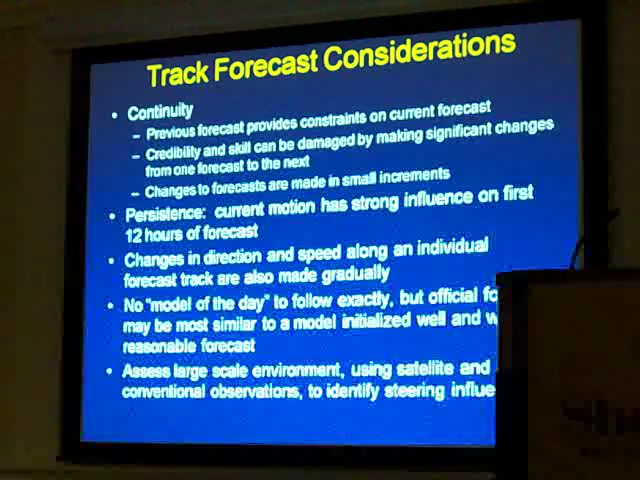 Track Forecast Considerations
• Continuity
– Previous forecast provides constraints on current forecast
– Credibility and skill can be damaged by making significant changes
from one forecast to the next
– Changes to forecasts are made in small increments
• Persistence: current motion has strong influence on first
12 hours of forecast
• Changes in direction and speed along an individual
forecast track are also made gradually
• No "model of the day" to follow exactly, but official fo
may be most similar to a model initialized well and w
reasonable forecast
• Assess large scale environment, using satellite and
conventional observations, to identify steering influe
Sh